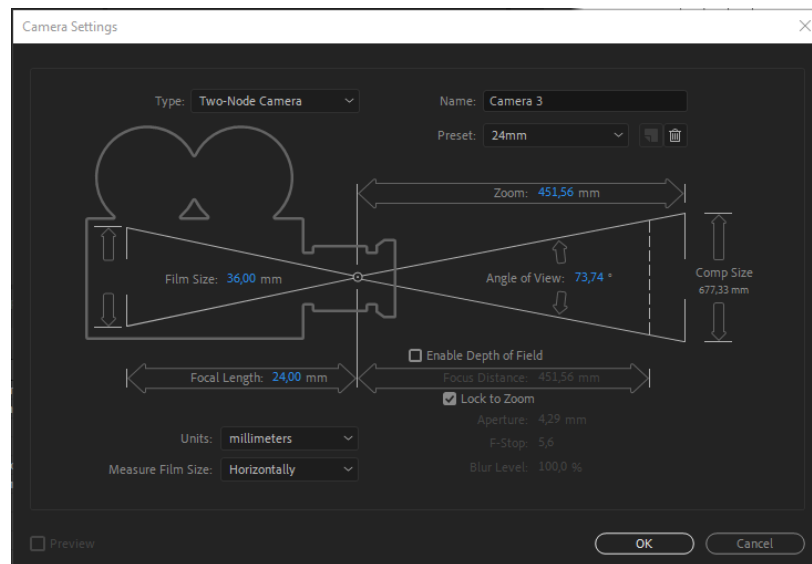 Camera Settings
Type: Two-Node Camera
Name: Camera 3
Preset: 24mm
Zoom: 451,56 mm
Film Size: 36,00 mm
Angle of View: 73,74 °
Comp Size
677,33 mm
Enable Depth of Field
Focal Length: 24,00 mm
Focus Distance: 451,56 mm
Lock to Zoom
Aperture: 4,29 mm
Units: millimeters
F-Stop: 5,6
Measure Film Size: Horizontally
Blur Level: 100,0 %
Preview
OK
Cancel